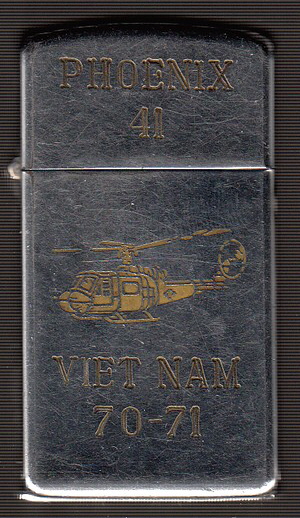 PHOENIX
41
VIET NAM
70-71